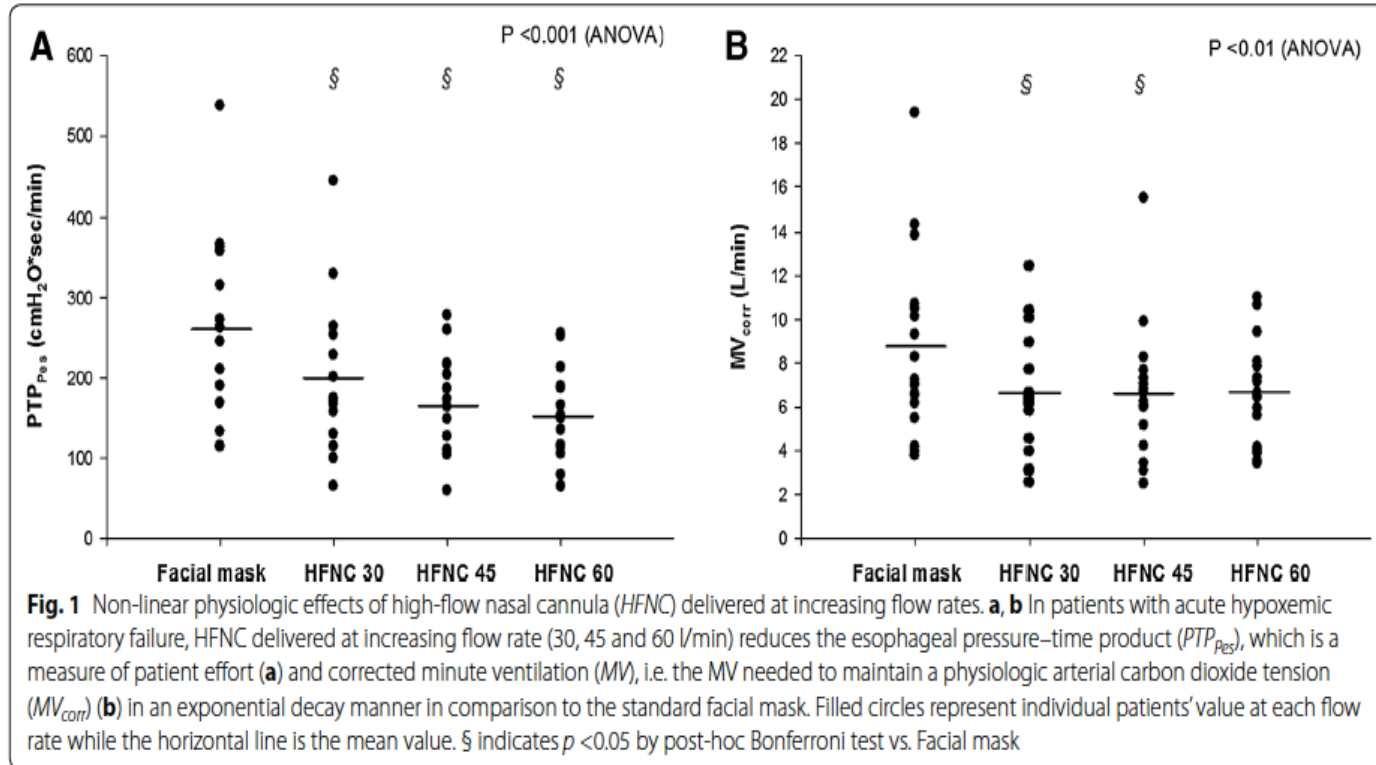 A
P <0.001 (ANOVA)
600
500
400
300
200
100
0
PTP_Pes (cmH₂O*sec/min)
§ § §
Facial mask HFNC 30 HFNC 45 HFNC 60
B
P <0.01 (ANOVA)
22
20
18
16
14
12
10
8
6
4
2
0
MV_corr (L/min)
§ §
Facial mask HFNC 30 HFNC 45 HFNC 60
Fig. 1 Non-linear physiologic effects of high-flow nasal cannula (HFNC) delivered at increasing flow rates. a, b In patients with acute hypoxemic
respiratory failure, HFNC delivered at increasing flow rate (30, 45 and 60 l/min) reduces the esophageal pressure–time product (PTP_Pes), which is a
measure of patient effort (a) and corrected minute ventilation (MV), i.e. the MV needed to maintain a physiologic arterial carbon dioxide tension
(MV_corr) (b) in an exponential decay manner in comparison to the standard facial mask. Filled circles represent individual patients' value at each flow
rate while the horizontal line is the mean value. § indicates p <0.05 by post-hoc Bonferroni test vs. Facial mask